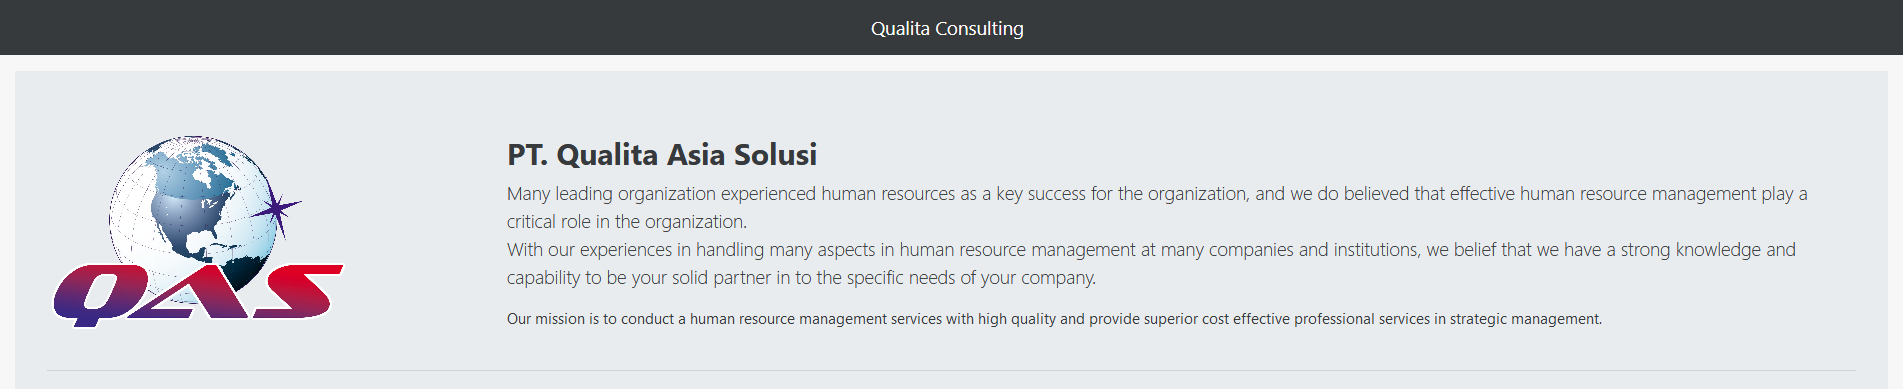 Qualita Consulting
PT. Qualita Asia Solusi
Many leading organization experienced human resources as a key success for the organization, and we do believed that effective human resource management play a
critical role in the organization.
With our experiences in handling many aspects in human resource management at many companies and institutions, we belief that we have a strong knowledge and
capability to be your solid partner in to the specific needs of your company.
QAS
Our mission is to conduct a human resource management services with high quality and provide superior cost effective professional services in strategic management.